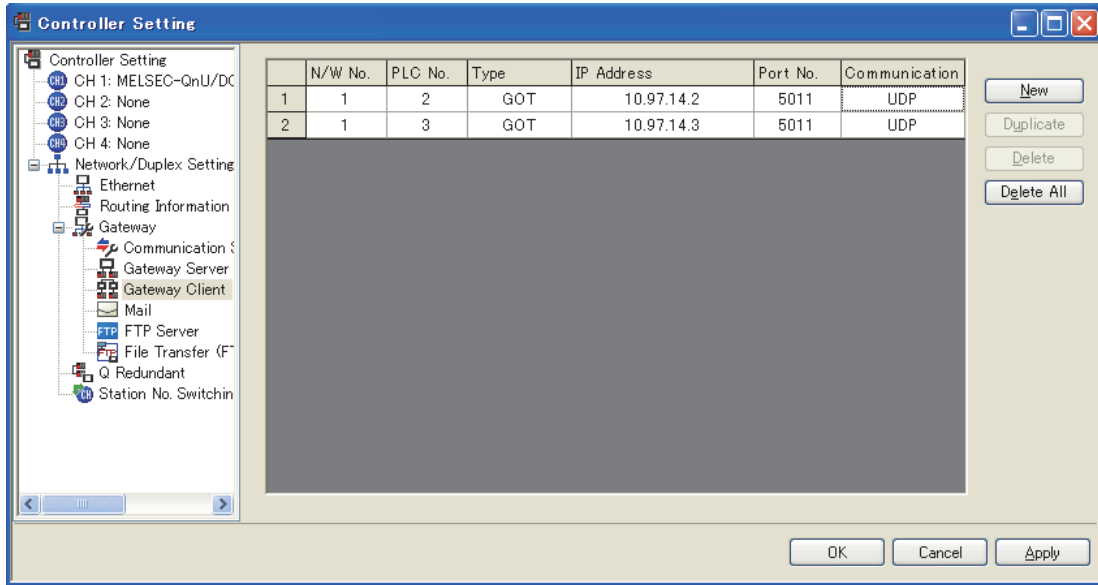 Controller Setting
Controller Setting
CH1 CH 1: MELSEC-QnU/DC
CH2 CH 2: None
CH3 CH 3: None
CH4 CH 4: None
Network/Duplex Setting
Ethernet
Routing Information
Gateway
Communication S
Gateway Server
Gateway Client
Mail
FTP FTP Server
FTP File Transfer (FT
Q Redundant
CH Station No. Switchin
N/W No. PLC No. Type IP Address Port No. Communication
1 1 2 GOT 10.97.14.2 5011 UDP
2 1 3 GOT 10.97.14.3 5011 UDP
New
Duplicate
Delete
Delete All
OK Cancel Apply